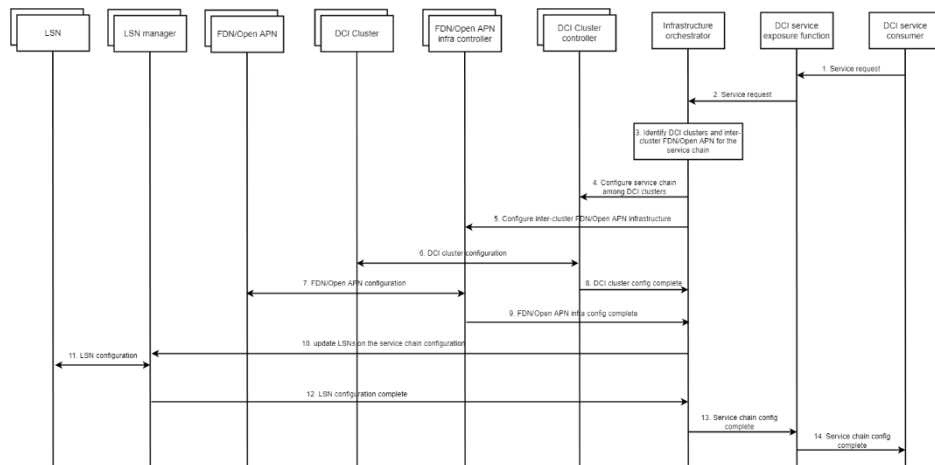 LSN
LSN manager
FDN/Open APN
DCI Cluster
FDN/Open APN
infra controller
DCI Cluster
controller
Infrastructure
orchestrator
DCI service
exposure function
DCI service
consumer
1. Service request
2. Service request
3. Identify DCI clusters and inter-
cluster FDN/Open APN for the
service chain
4. Configure service chain
among DCI clusters
5. Configure inter-cluster FDN/Open APN infrastructure
6. DCI cluster configuration
7. FDN/Open APN configuration
8. DCI cluster config complete
9. FDN/Open APN infra config complete
10. update LSNs on the service chain configuration
11. LSN configuration
12. LSN configuration complete
13. Service chain config
complete
14. Service chain config
complete